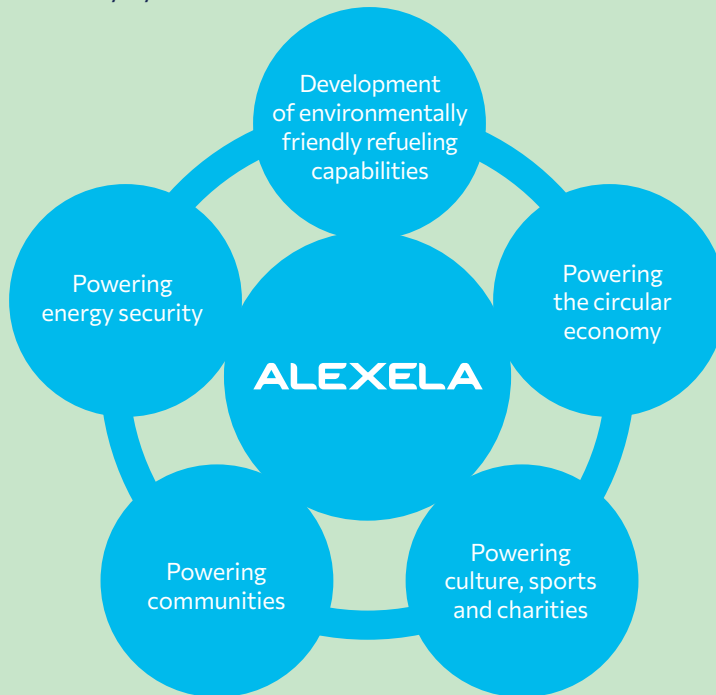 Development
of environmentally
friendly refueling
capabilities
Powering
energy security
Powering
the circular
economy
ALEXELA
Powering
communities
Powering
culture, sports
and charities